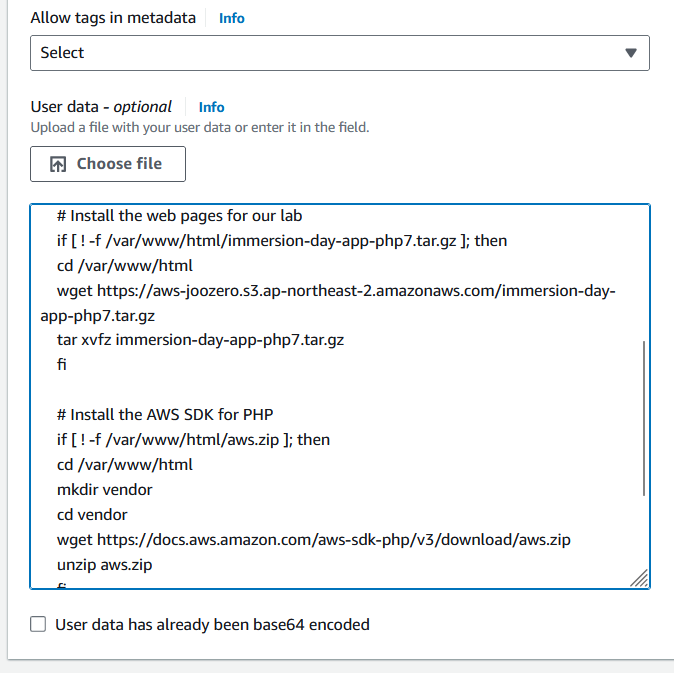 Allow tags in metadata Info
Select
User data - optional Info
Upload a file with your user data or enter it in the field.
Choose file
# Install the web pages for our lab
if [ ! -f /var/www/html/immersion-day-app-php7.tar.gz ]; then
cd /var/www/html
wget https://aws-joozero.s3.ap-northeast-2.amazonaws.com/immersion-day-
app-php7.tar.gz
tar xvfz immersion-day-app-php7.tar.gz
fi
# Install the AWS SDK for PHP
if [ ! -f /var/www/html/aws.zip ]; then
cd /var/www/html
mkdir vendor
cd vendor
wget https://docs.aws.amazon.com/aws-sdk-php/v3/download/aws.zip
unzip aws.zip
fi
User data has already been base64 encoded